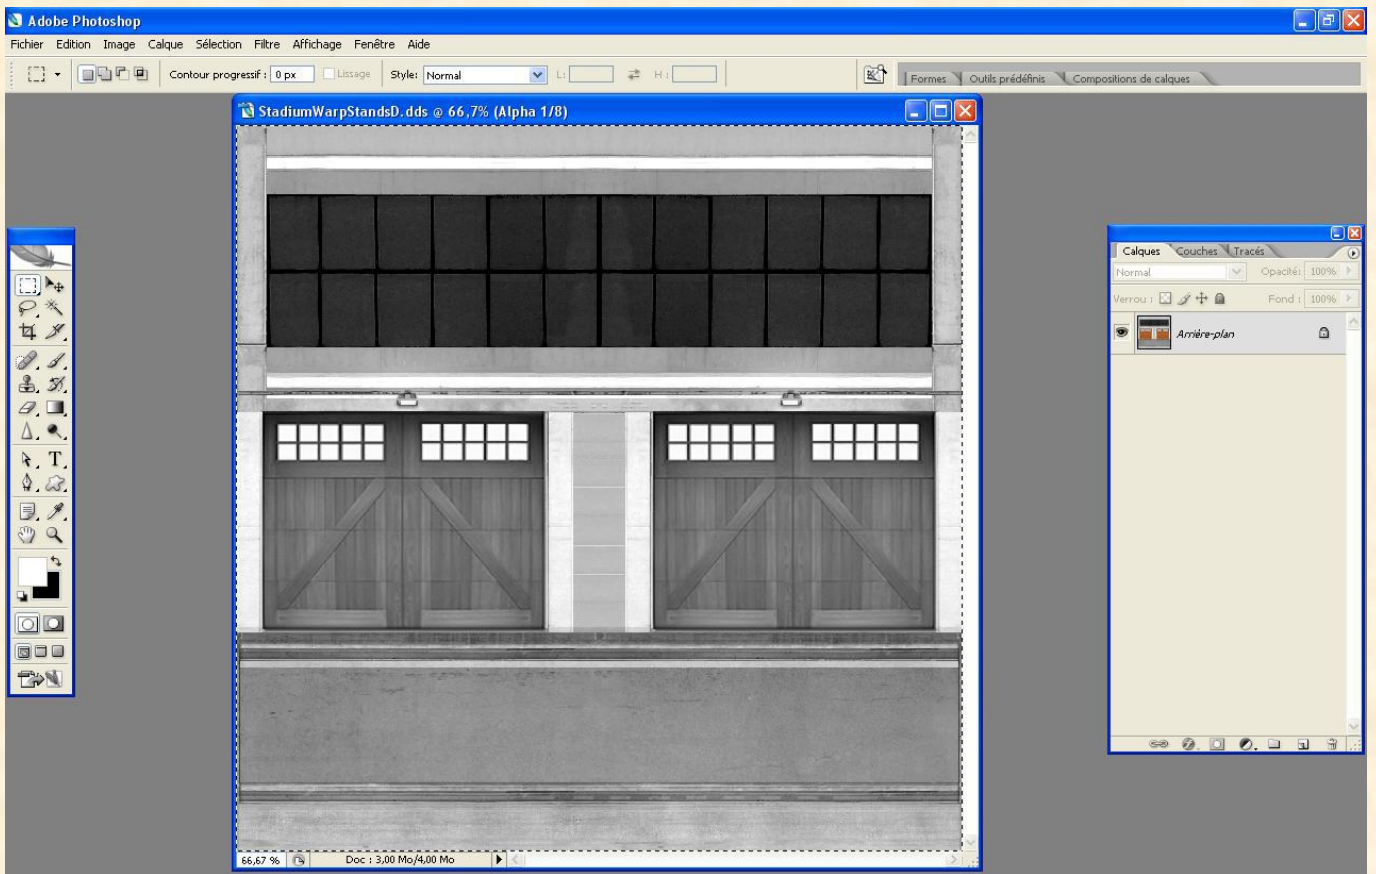 Adobe Photoshop
Fichier Edition Image Calque Sélection Filtre Affichage Fenêtre Aide
Contour progressif : 0 px Lissage Style: Normal L: H: Formes Outils prédéfinis Compositions de calques
StadiumWarpStandsD.dds @ 66,7% (Alpha 1/8)
Calques Couches Tracés
Normal Opacité: 100%
Verrou : Fond : 100%
Arrière-plan
T
66,67 % Doc : 3,00 Mo/4,00 Mo